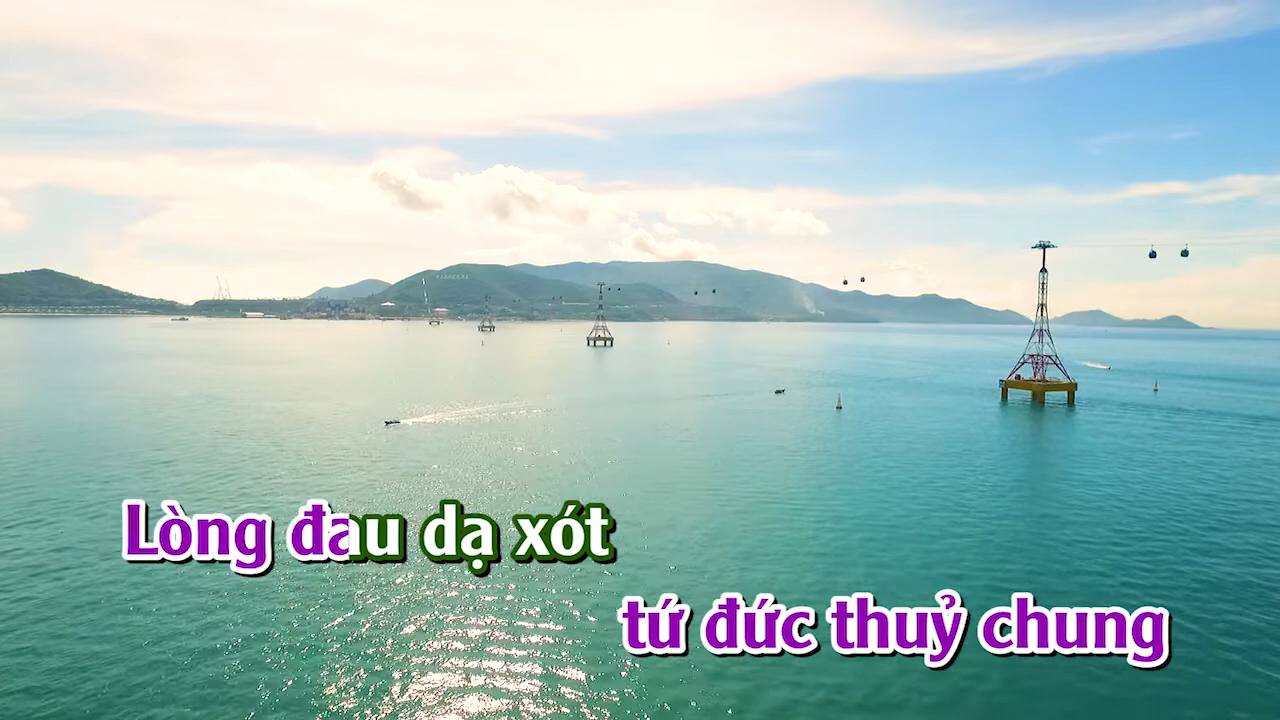 Lòng đau dạ xót
tứ đức thuỷ chung